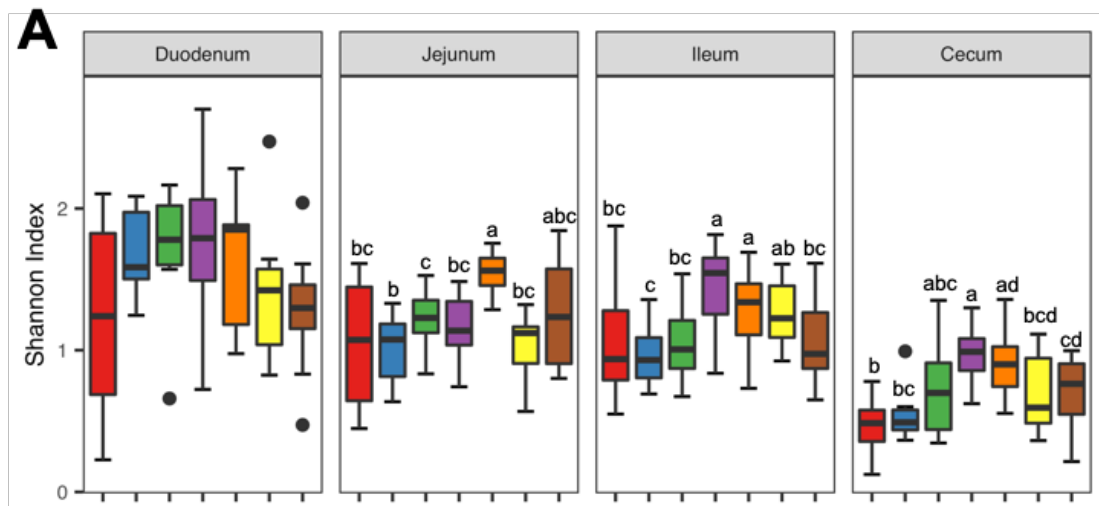 A
Duodenum
Jejunum
Ileum
Cecum
Shannon Index
2
1
0
bc
b
c
bc
a
bc
abc
bc
c
bc
a
a
ab
bc
b
bc
abc
a
ad
bcd
cd